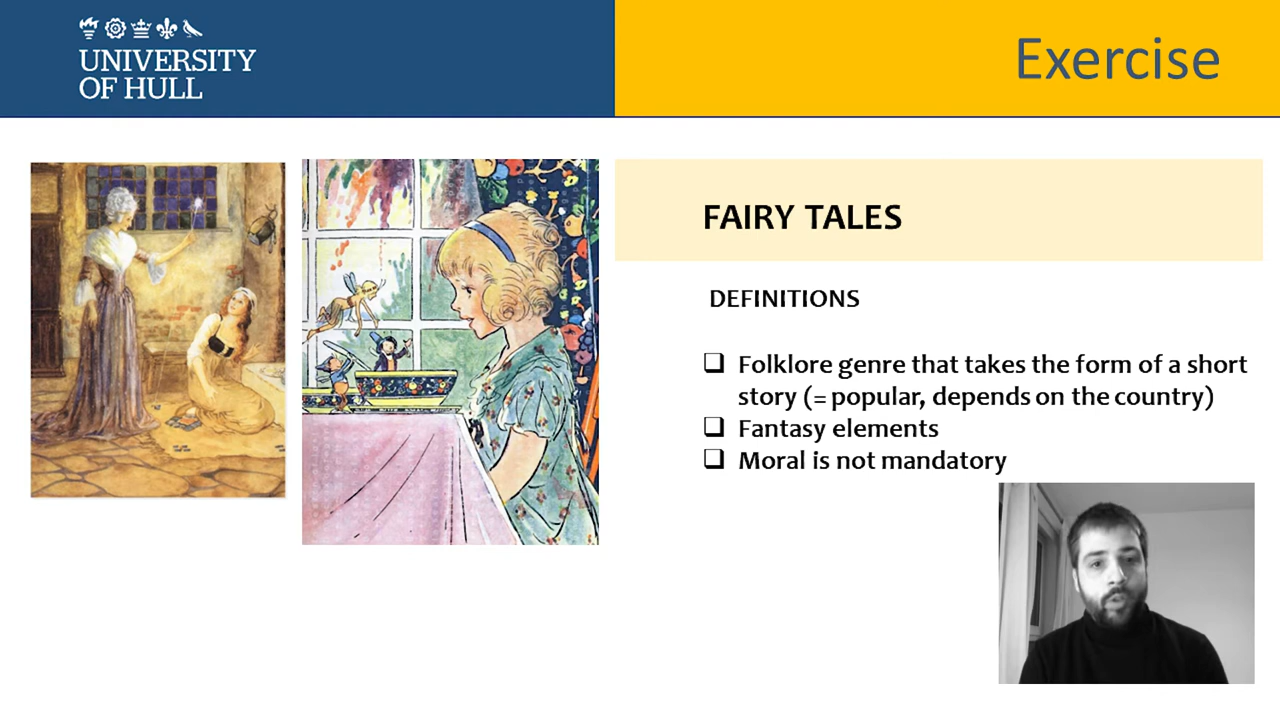 UNIVERSITY
OF HULL
Exercise
FAIRY TALES
DEFINITIONS
❑ Folklore genre that takes the form of a short
story (= popular, depends on the country)
❑ Fantasy elements
❑ Moral is not mandatory